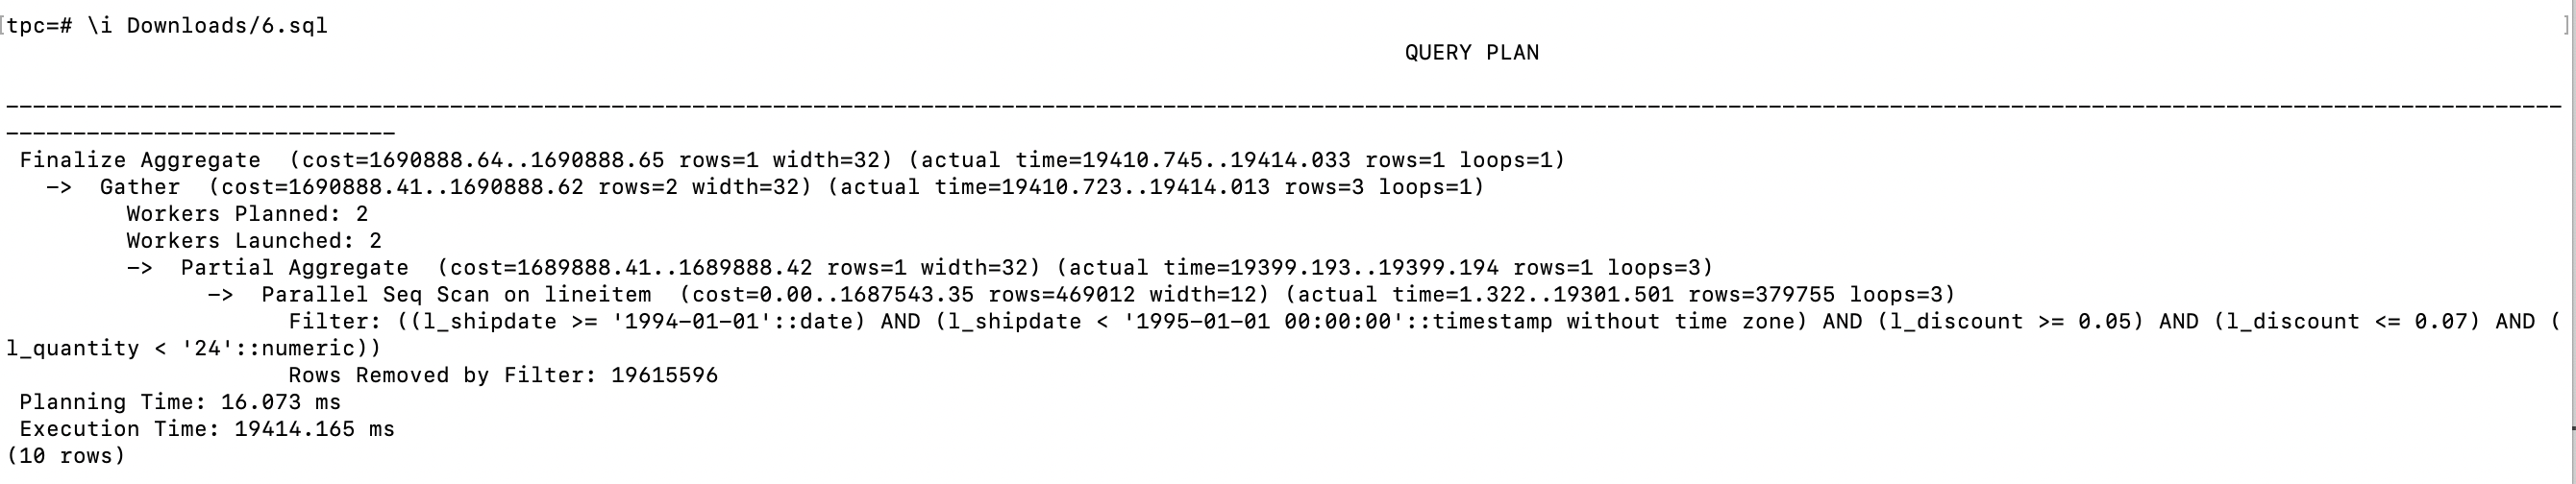 [tpc=# \i Downloads/6.sql ]
QUERY PLAN
----------------------------------------------------------------------------------------------------------------------------------------------------------------------------------------------
-----------------------------
Finalize Aggregate  (cost=1690888.64..1690888.65 rows=1 width=32) (actual time=19410.745..19414.033 rows=1 loops=1)
  ->  Gather  (cost=1690888.41..1690888.62 rows=2 width=32) (actual time=19410.723..19414.013 rows=3 loops=1)
        Workers Planned: 2
        Workers Launched: 2
        ->  Partial Aggregate  (cost=1689888.41..1689888.42 rows=1 width=32) (actual time=19399.193..19399.194 rows=1 loops=3)
              ->  Parallel Seq Scan on lineitem  (cost=0.00..1687543.35 rows=469012 width=12) (actual time=1.322..19301.501 rows=379755 loops=3)
                    Filter: ((l_shipdate >= '1994-01-01'::date) AND (l_shipdate < '1995-01-01 00:00:00'::timestamp without time zone) AND (l_discount >= 0.05) AND (l_discount <= 0.07) AND (
l_quantity < '24'::numeric))
                    Rows Removed by Filter: 19615596
Planning Time: 16.073 ms
Execution Time: 19414.165 ms
(10 rows)